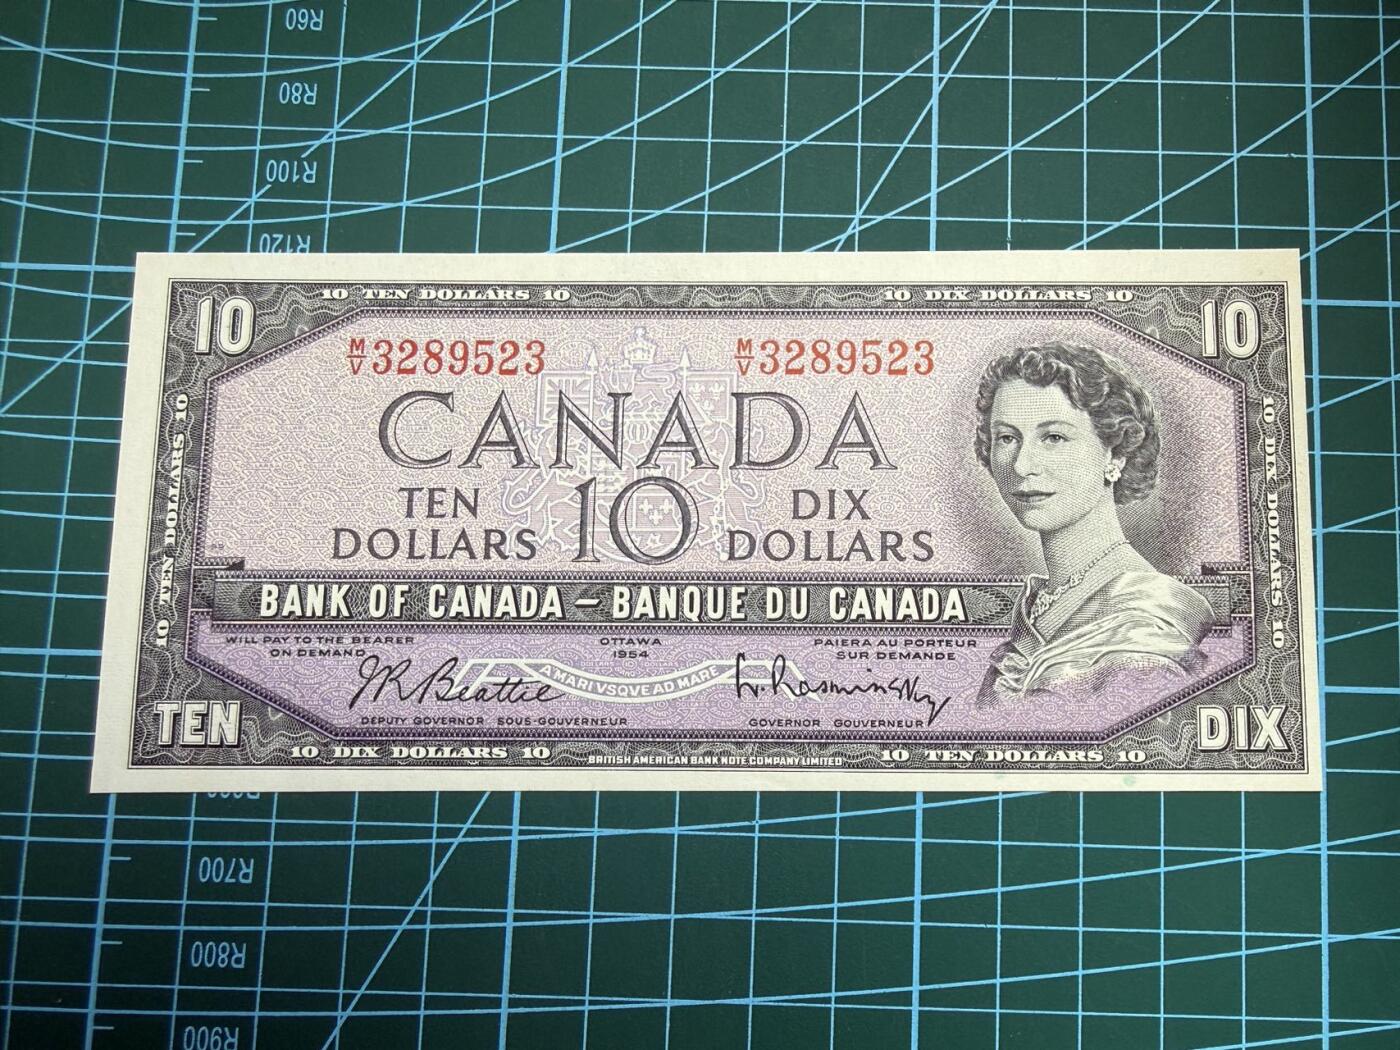 R60
R80
R100
R120
10 TEN DOLLARS 10
10 DIX DOLLARS 10
10
10
M/V 3289523
M/V 3289523
CANADA
TEN DOLLARS
10
DIX DOLLARS
10 TEN DOLLARS 10
10 DIX DOLLARS 10
BANK OF CANADA – BANQUE DU CANADA
WILL PAY TO THE BEARER
ON DEMAND
OTTAWA
1954
PAIERA AU PORTEUR
SUR DEMANDE
A MARI VSQVE AD MARE
J R Beattie
L. Rasminsky
DEPUTY GOVERNOR SOUS-GOUVERNEUR
GOVERNOR GOUVERNEUR
TEN
DIX
10 DIX DOLLARS 10
10 TEN DOLLARS 10
BRITISH AMERICAN BANK NOTE COMPANY LIMITED
R700
R800
R900